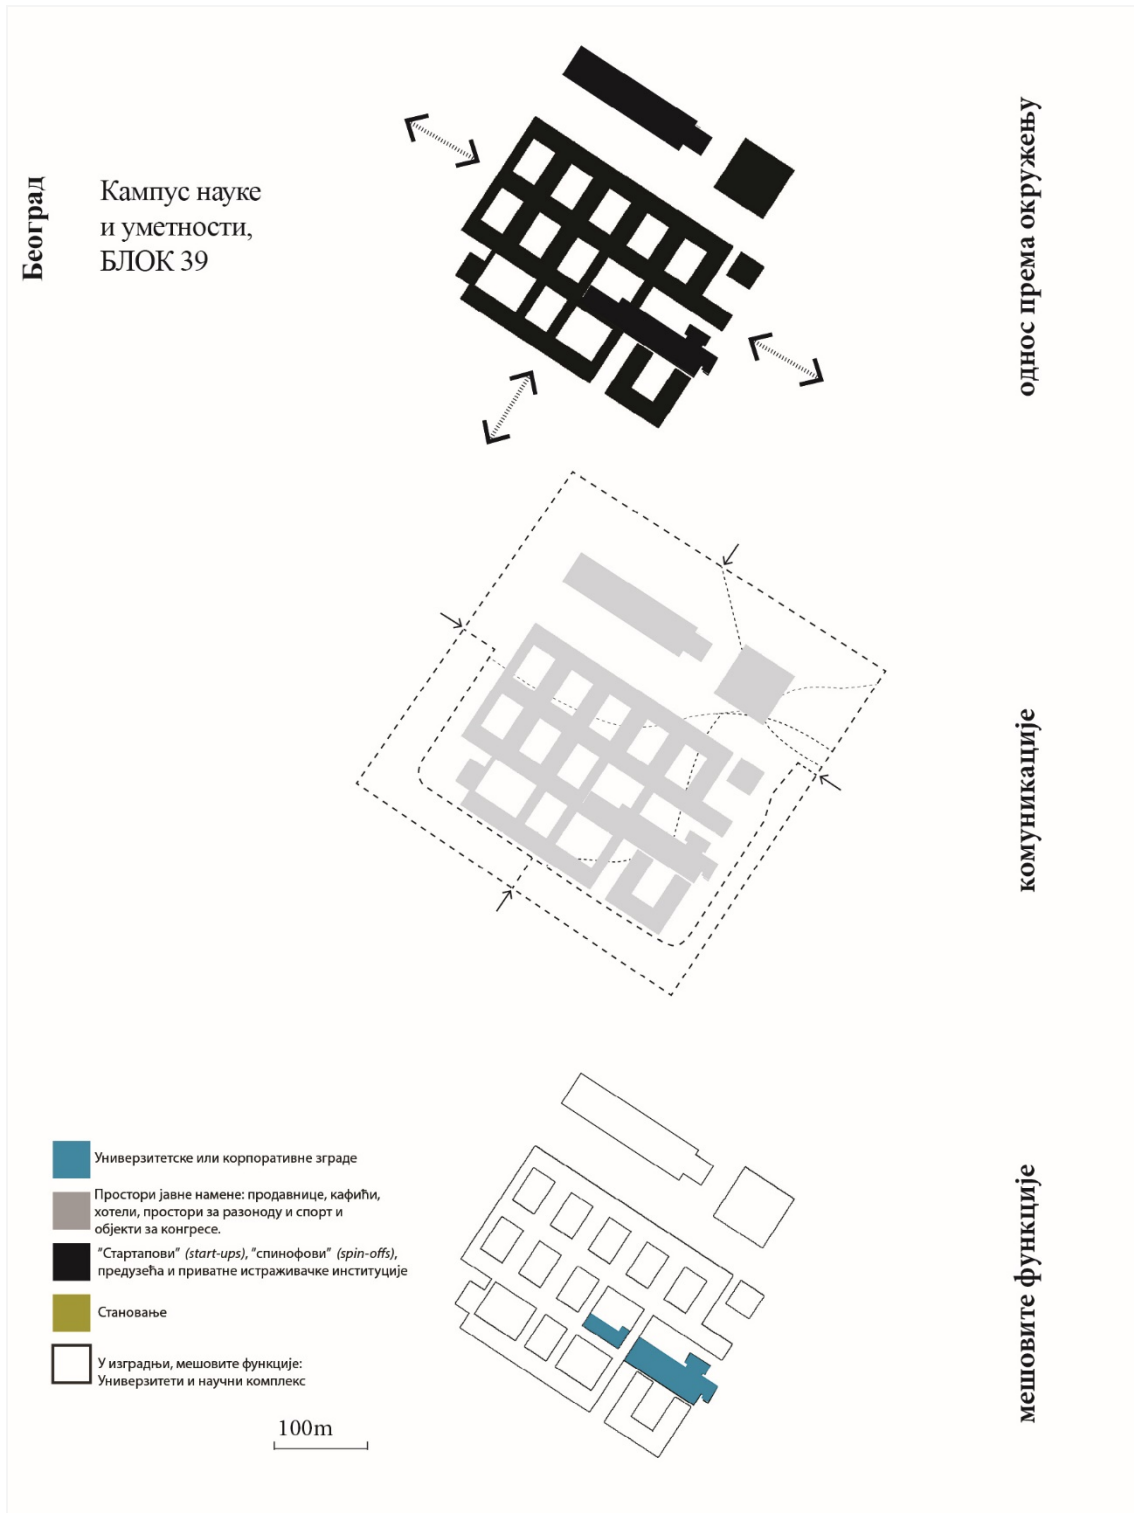 Београд
Кампус науке
и уметности,
БЛОК 39
однос према окружењу
комуникације
мешовите функције
Универзитетске или корпоративне зграде
Простори јавне намене: продавнице, кафићи,
хотели, простори за разоноду и спорт и
објекти за конгресе.
"Стартапови" (start-ups), "спинофови" (spin-offs),
предузећа и приватне истраживачке институције
Становање
У изградњи, мешовите функције:
Универзитети и научни комплекс
100m